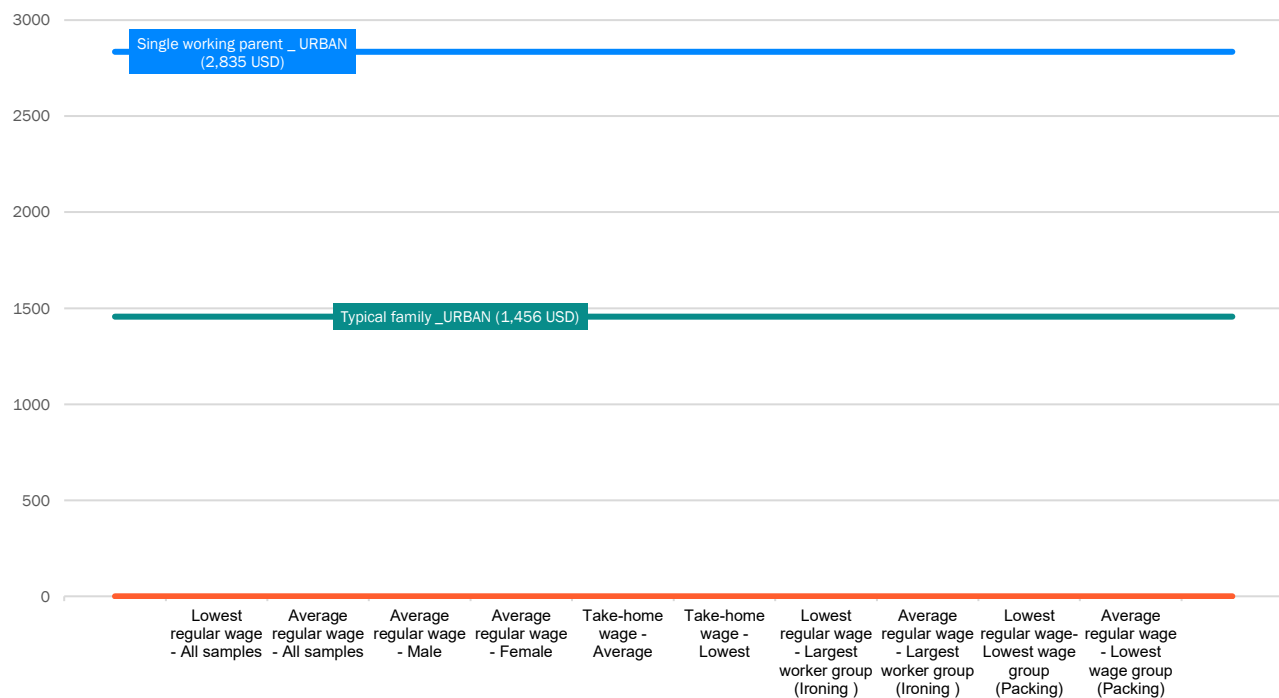 3000
Single working parent _ URBAN
(2,835 USD)
2500
2000
1500
Typical family _URBAN (1,456 USD)
1000
500
0
Lowest
regular wage
- All samples
Average
regular wage
- All samples
Average
regular wage
- Male
Average
regular wage
- Female
Take-home
wage -
Average
Take-home
wage -
Lowest
Lowest
regular wage
- Largest
worker group
(Ironing )
Average
regular wage
- Largest
worker group
(Ironing )
Lowest
regular wage-
Lowest wage
group
(Packing)
Average
regular wage
- Lowest
wage group
(Packing)